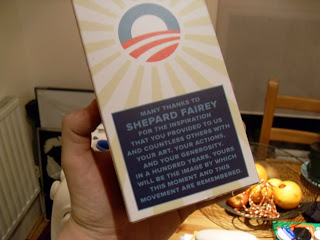 MANY THANKS TO
SHEPARD FAIREY
FOR THE INSPIRATION
THAT YOU PROVIDED TO US
AND COUNTLESS OTHERS WITH
YOUR ART, YOUR ACTIONS,
AND YOUR GENEROSITY.
IN A HUNDRED YEARS, YOURS
WILL BE THE IMAGE BY WHICH
THIS MOMENT AND THIS
MOVEMENT ARE REMEMBERED.